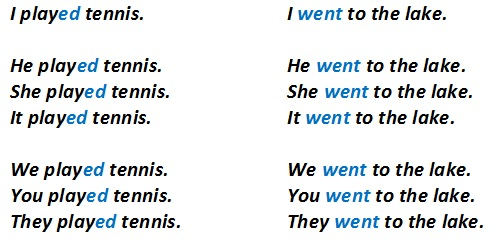 I played tennis.
He played tennis.
She played tennis.
It played tennis.
We played tennis.
You played tennis.
They played tennis.
I went to the lake.
He went to the lake.
She went to the lake.
It went to the lake.
We went to the lake.
You went to the lake.
They went to the lake.